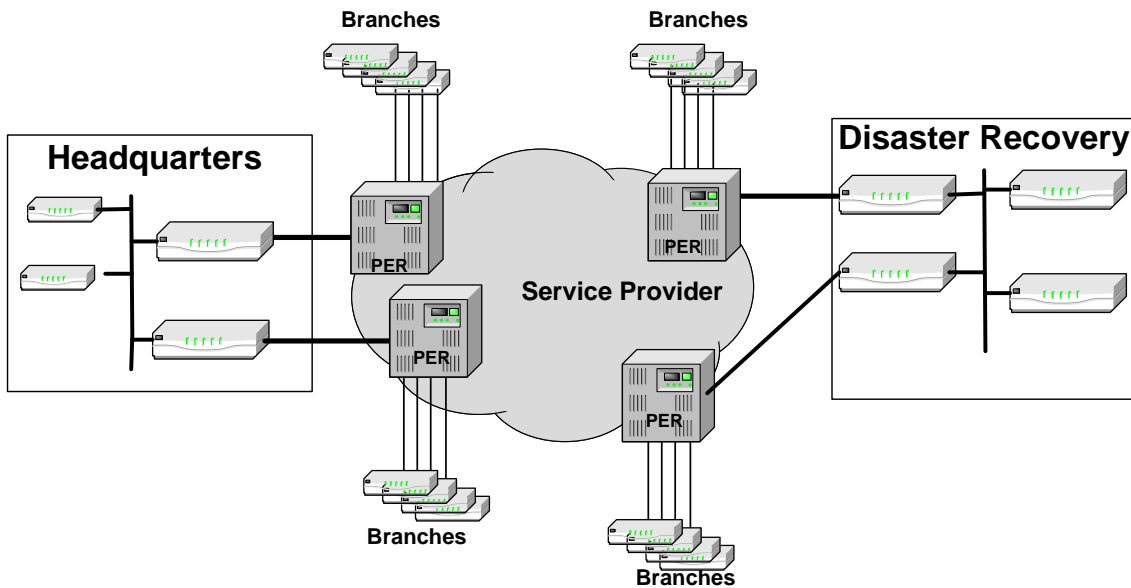 Branches
Branches
Headquarters
Disaster Recovery
PER
PER
Service Provider
PER
PER
Branches
Branches